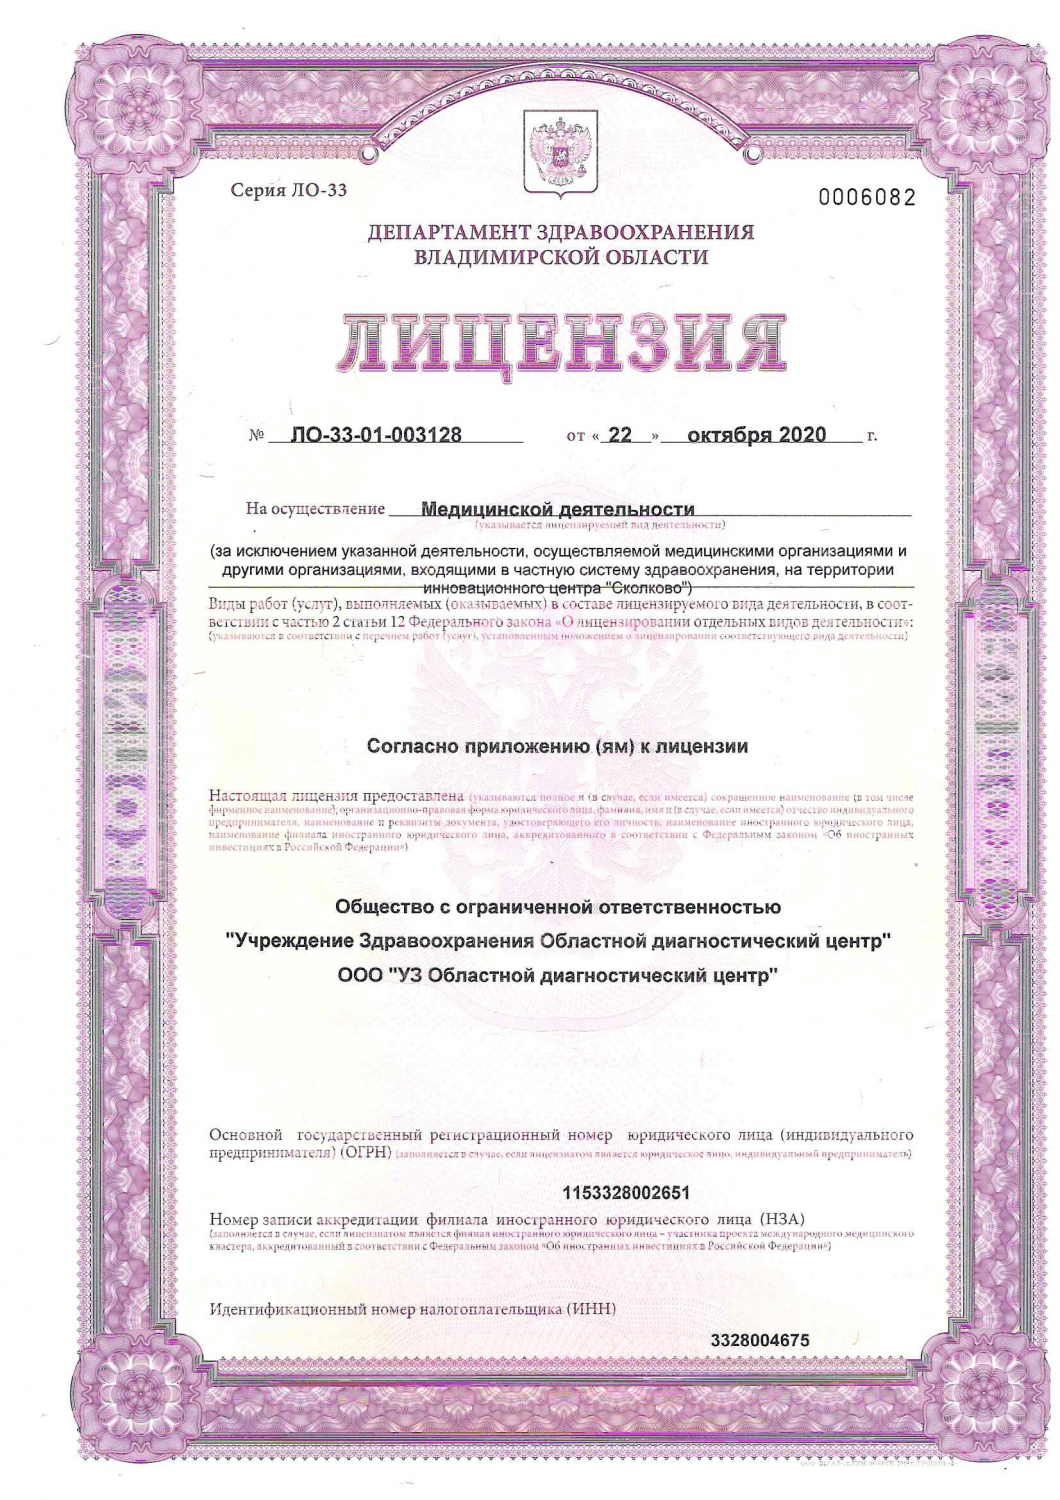 Серия ЛО-33
0006082
ДЕПАРТАМЕНТ ЗДРАВООХРАНЕНИЯ
ВЛАДИМИРСКОЙ ОБЛАСТИ
ЛИЦЕНЗИЯ
№ ЛО-33-01-003128 от « 22 » октября 2020 г.
На осуществление Медицинской деятельности
(указывается лицензируемый вид деятельности)
(за исключением указанной деятельности, осуществляемой медицинскими организациями и
другими организациями, входящими в частную систему здравоохранения, на территории
инновационного центра "Сколково")
Виды работ (услуг), выполняемых (оказываемых) в составе лицензируемого вида деятельности, в соот-
ветствии с частью 2 статьи 12 Федерального закона «О лицензировании отдельных видов деятельности»:
(указываются в соответствии с перечнем работ (услуг), установленным положением о лицензировании соответствующего вида деятельности)
Согласно приложению (ям) к лицензии
Настоящая лицензия предоставлена (указываются полное и (в случае, если имеется) сокращенное наименование (в том числе
фирменное наименование), организационно-правовая форма юридического лица, фамилия, имя и (в случае, если имеется) отчество индивидуального
предпринимателя, наименование и реквизиты документа, удостоверяющего его личность, наименование иностранного юридического лица,
наименование филиала иностранного юридического лица, аккредитованного в соответствии с Федеральным законом «Об иностранных
инвестициях в Российской Федерации»)
Общество с ограниченной ответственностью
"Учреждение Здравоохранения Областной диагностический центр"
ООО "УЗ Областной диагностический центр"
Основной государственный регистрационный номер юридического лица (индивидуального
предпринимателя) (ОГРН) (заполняется в случае, если лицензиатом является юридическое лицо, индивидуальный предприниматель)
1153328002651
Номер записи аккредитации филиала иностранного юридического лица (НЗА)
(заполняется в случае, если лицензиатом является филиал иностранного юридического лица – участника проекта международного медицинского
кластера, аккредитованный в соответствии с Федеральным законом «Об иностранных инвестициях в Российской Федерации»)
Идентификационный номер налогоплательщика (ИНН)
3328004675